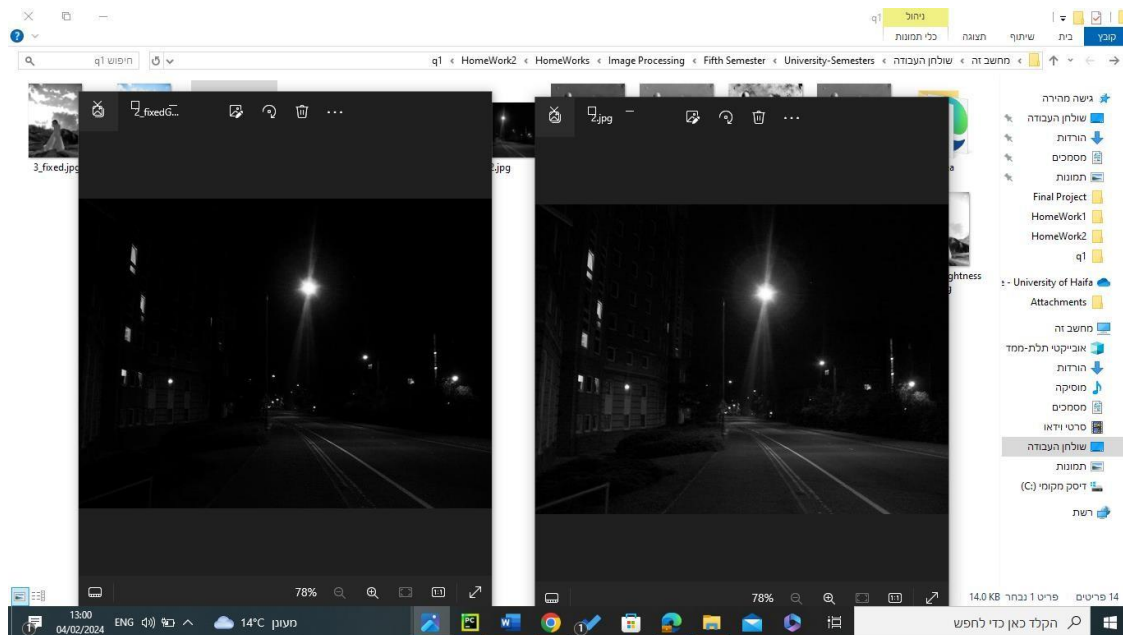 ניהול
q1
קובץ
בית
שיתוף
תצוגה
כלי תמונות
מחשב זה › שולחן העבודה › University-Semesters › Fifth Semester › Image Processing › HomeWorks › HomeWork2 › q1
חיפוש q1
3_fixed.jpg
2_fixedG...
2.jpg
2.jpg
a
ghtness
78%
78%
גישה מהירה
שולחן העבודה
הורדות
מסמכים
תמונות
Final Project
HomeWork1
HomeWork2
q1
- University of Haifa
Attachments
מחשב זה
אובייקטי תלת-ממד
הורדות
מוסיקה
מסמכים
סרטי וידאו
שולחן העבודה
תמונות
דיסק מקומי (C:)
רשת
14 פריטים
פריט 1 נבחר 14.0 KB
הקלד כאן כדי לחפש
14°C מעונן
ENG
13:00
04/02/2024